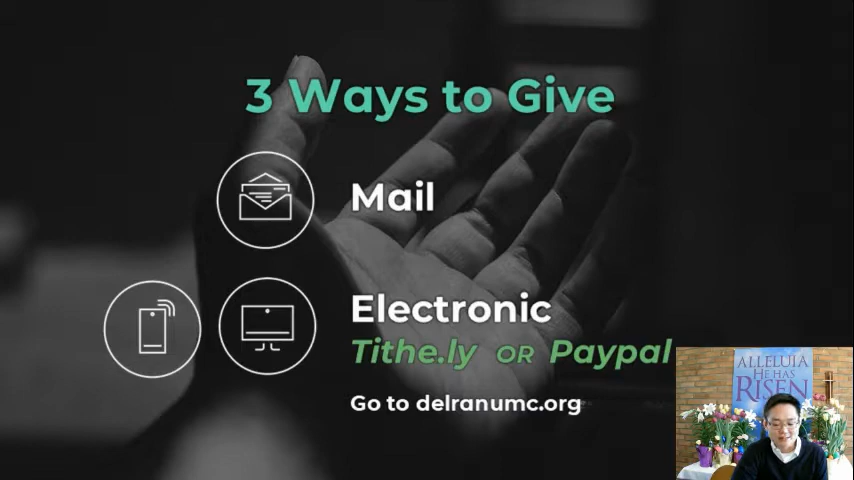 3 Ways to Give
Mail
Electronic
Tithe.ly OR Paypal
Go to delranumc.org
ALLELUIA
HE HAS
RISEN